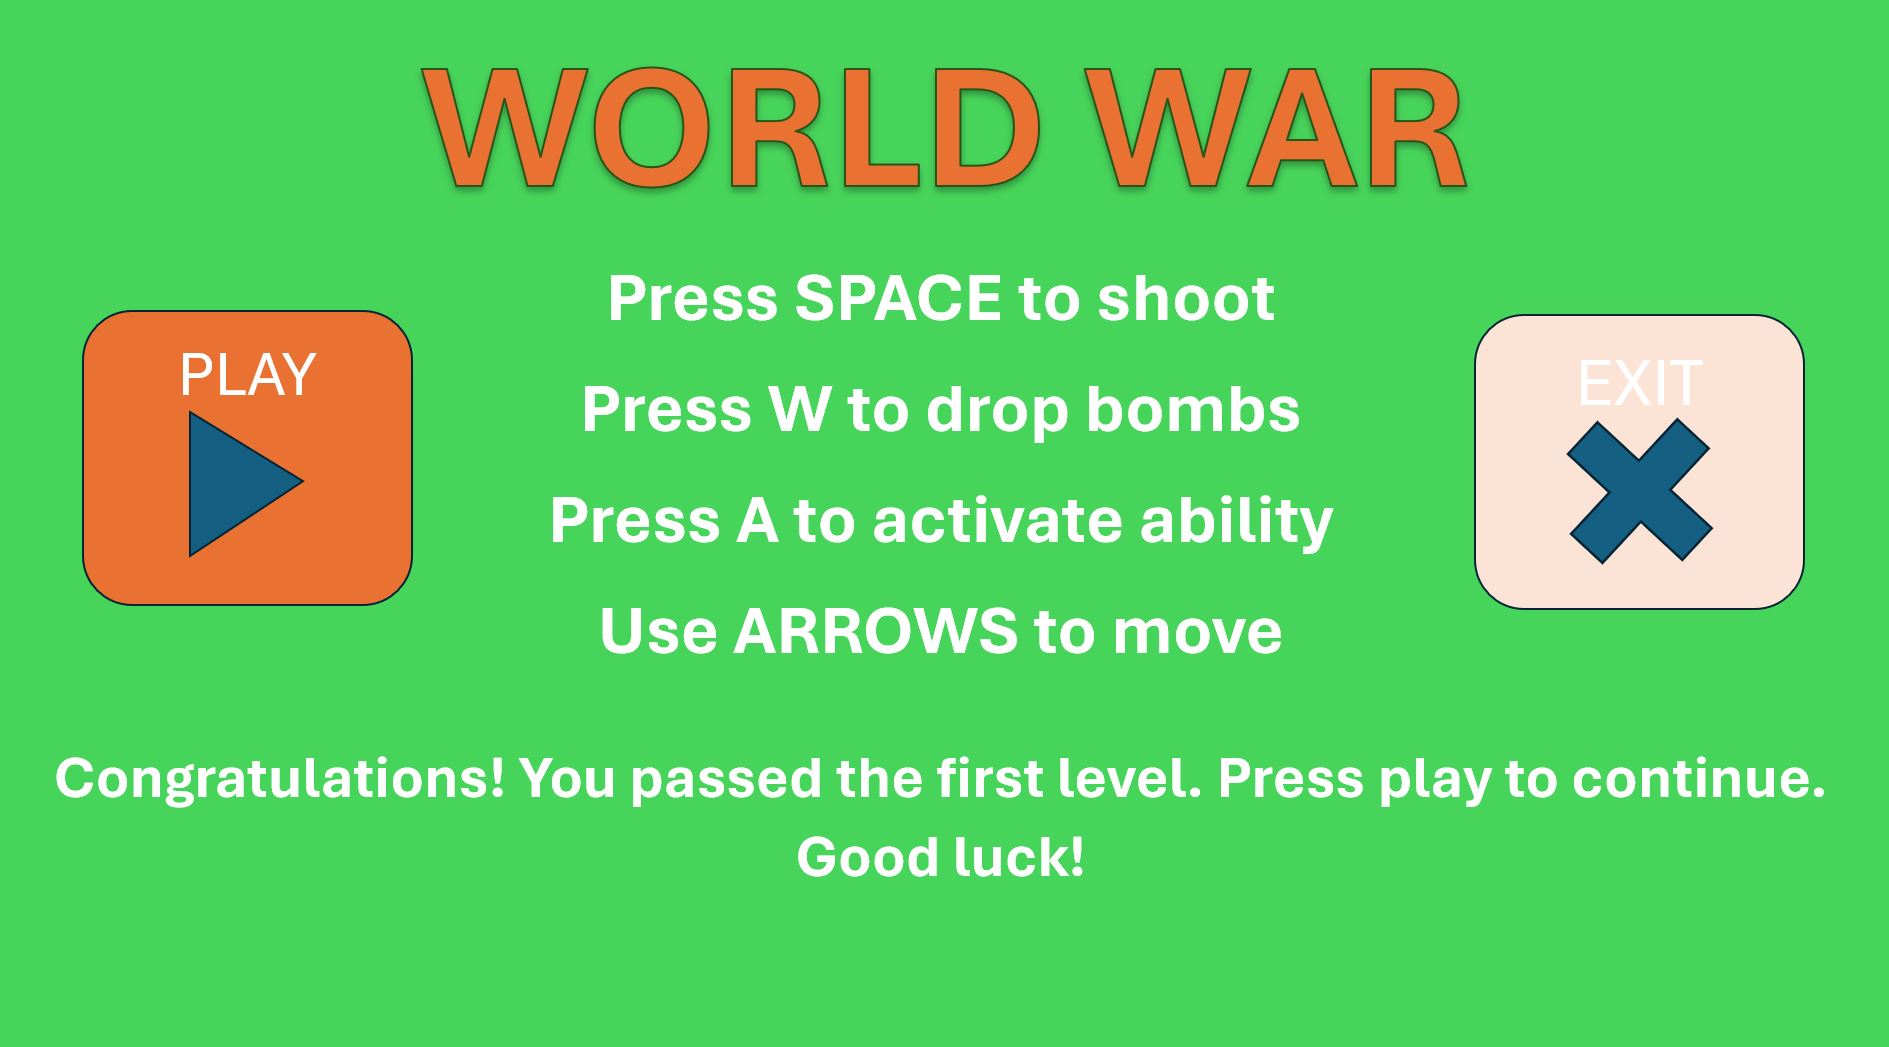 WORLD WAR
Press SPACE to shoot
PLAY
EXIT
Press W to drop bombs
Press A to activate ability
Use ARROWS to move
Congratulations! You passed the first level. Press play to continue.
Good luck!